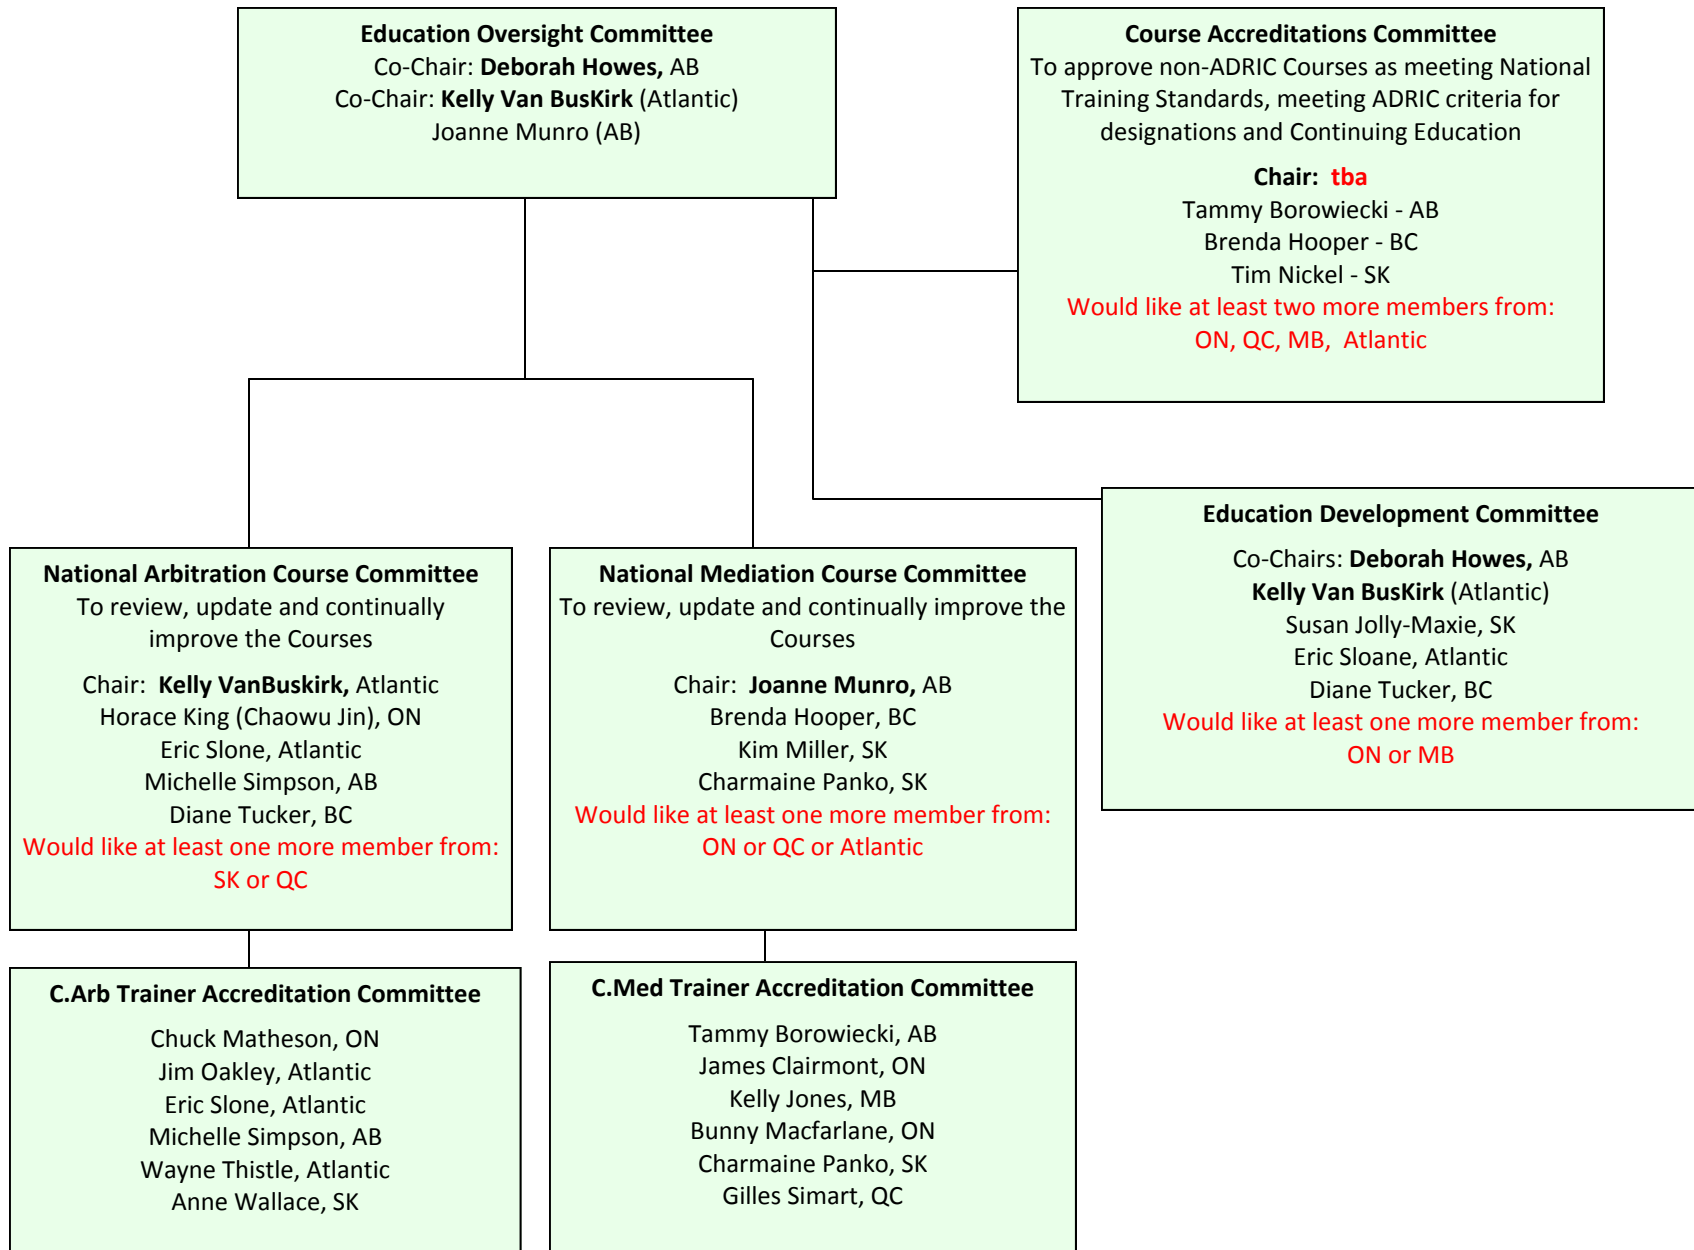 Education Oversight Committee
Co-Chair: Deborah Howes, AB
Co-Chair: Kelly Van BusKirk (Atlantic)
Joanne Munro (AB)
Course Accreditations Committee
To approve non-ADRIC Courses as meeting National
Training Standards, meeting ADRIC criteria for
designations and Continuing Education
Chair: tba
Tammy Borowiecki - AB
Brenda Hooper - BC
Tim Nickel - SK
Would like at least two more members from:
ON, QC, MB, Atlantic
Education Development Committee
Co-Chairs: Deborah Howes, AB
Kelly Van BusKirk (Atlantic)
Susan Jolly-Maxie, SK
Eric Sloane, Atlantic
Diane Tucker, BC
Would like at least one more member from:
ON or MB
National Arbitration Course Committee
To review, update and continually
improve the Courses
Chair: Kelly VanBuskirk, Atlantic
Horace King (Chaowu Jin), ON
Eric Slone, Atlantic
Michelle Simpson, AB
Diane Tucker, BC
Would like at least one more member from:
SK or QC
National Mediation Course Committee
To review, update and continually improve the
Courses
Chair: Joanne Munro, AB
Brenda Hooper, BC
Kim Miller, SK
Charmaine Panko, SK
Would like at least one more member from:
ON or QC or Atlantic
C.Arb Trainer Accreditation Committee
Chuck Matheson, ON
Jim Oakley, Atlantic
Eric Slone, Atlantic
Michelle Simpson, AB
Wayne Thistle, Atlantic
Anne Wallace, SK
C.Med Trainer Accreditation Committee
Tammy Borowiecki, AB
James Clairmont, ON
Kelly Jones, MB
Bunny Macfarlane, ON
Charmaine Panko, SK
Gilles Simart, QC